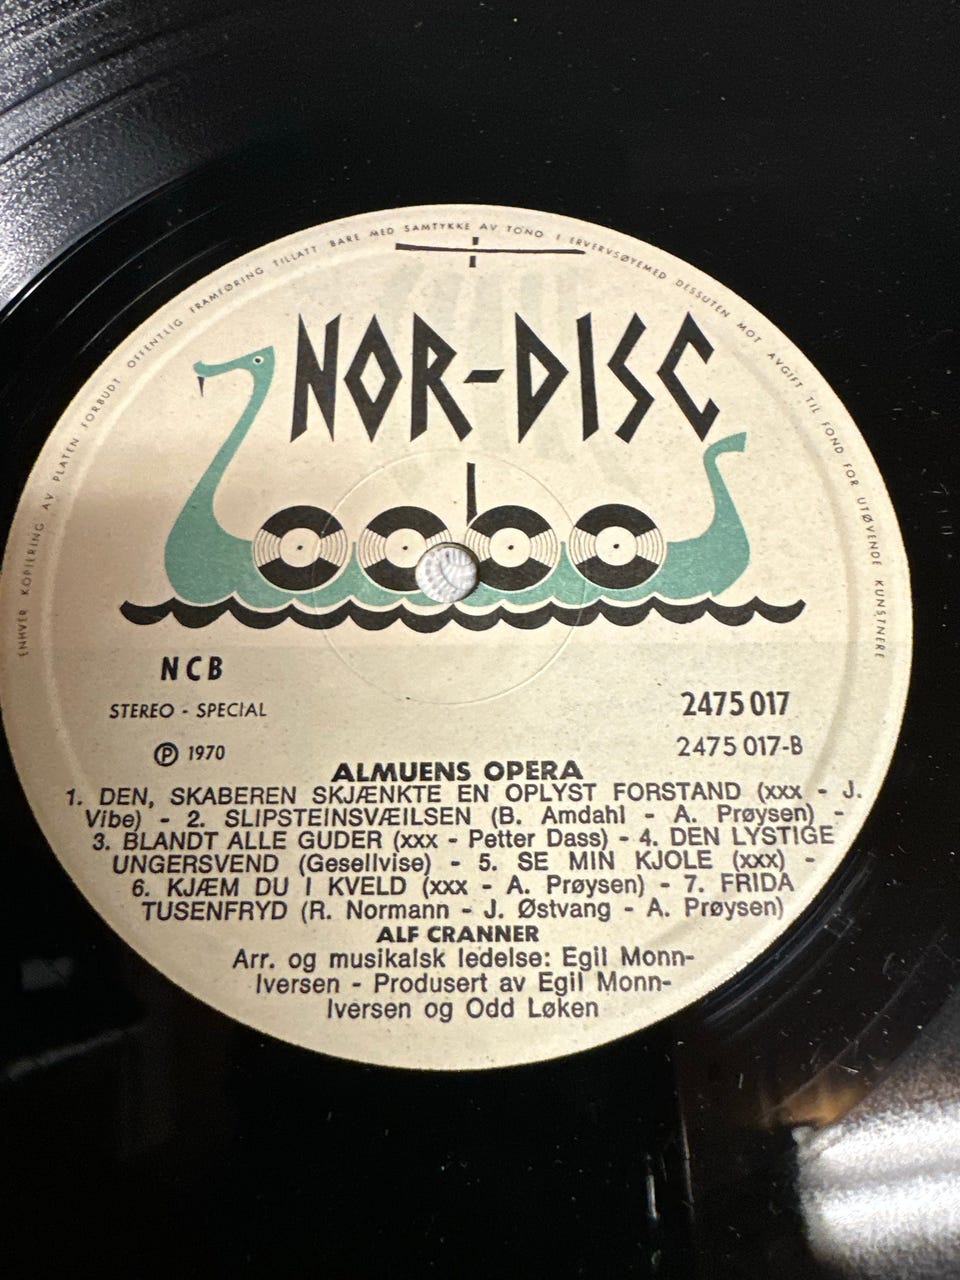 ENHVER KOPIERING AV PLATEN FORBUDT OFFENTLIG FRAMFØRING TILLATT BARE MED SAMTYKKE AV TONO I ERVERVSØYEMED DESSUTEN MOT AVGIFT TIL FOND FOR UTØVENDE KUNSTNERE
NOR-DISC
NCB
STEREO - SPECIAL
Ⓟ 1970
2475 017
2475 017-B
ALMUENS OPERA
1. DEN, SKABEREN SKJÆNKTE EN OPLYST FORSTAND (xxx - J.
Vibe) - 2. SLIPSTEINSVÆILSEN (B. Amdahl - A. Prøysen) -
3. BLANDT ALLE GUDER (xxx - Petter Dass) - 4. DEN LYSTIGE
UNGERSVEND (Gesellvise) - 5. SE MIN KJOLE (xxx) -
6. KJÆM DU I KVELD (xxx - A. Prøysen) - 7. FRIDA
TUSENFRYD (R. Normann - J. Østvang - A. Prøysen)
ALF CRANNER
Arr. og musikalsk ledelse: Egil Monn-
Iversen - Produsert av Egil Monn-
Iversen og Odd Løken